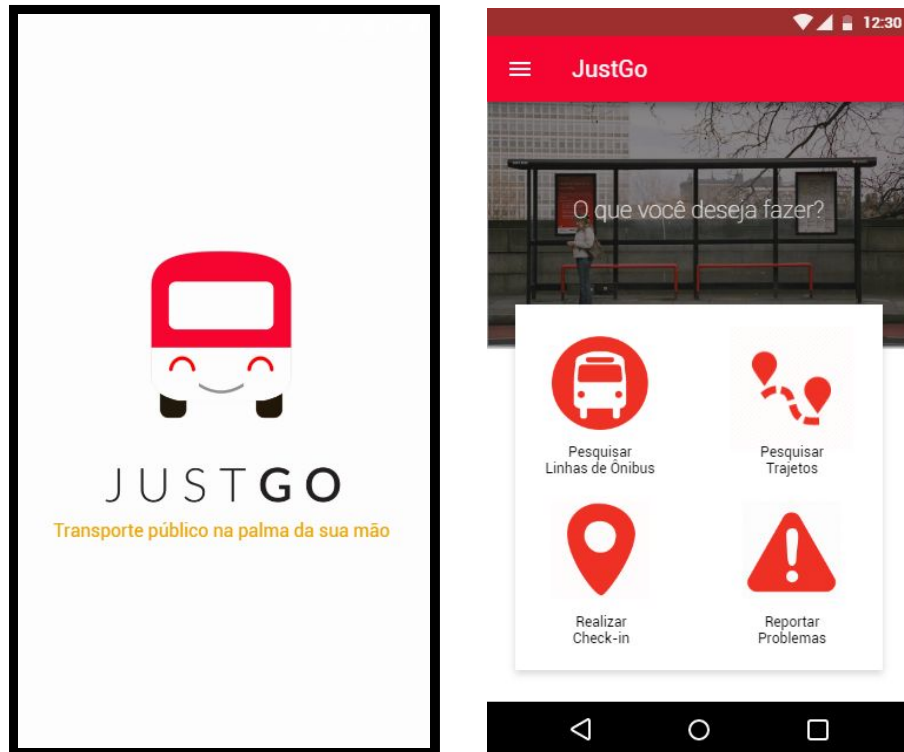 JUSTGO
Transporte público na palma da sua mão
12:30
JustGo
O que você deseja fazer?
Pesquisar
Linhas de Ônibus
Pesquisar
Trajetos
Realizar
Check-in
Reportar
Problemas